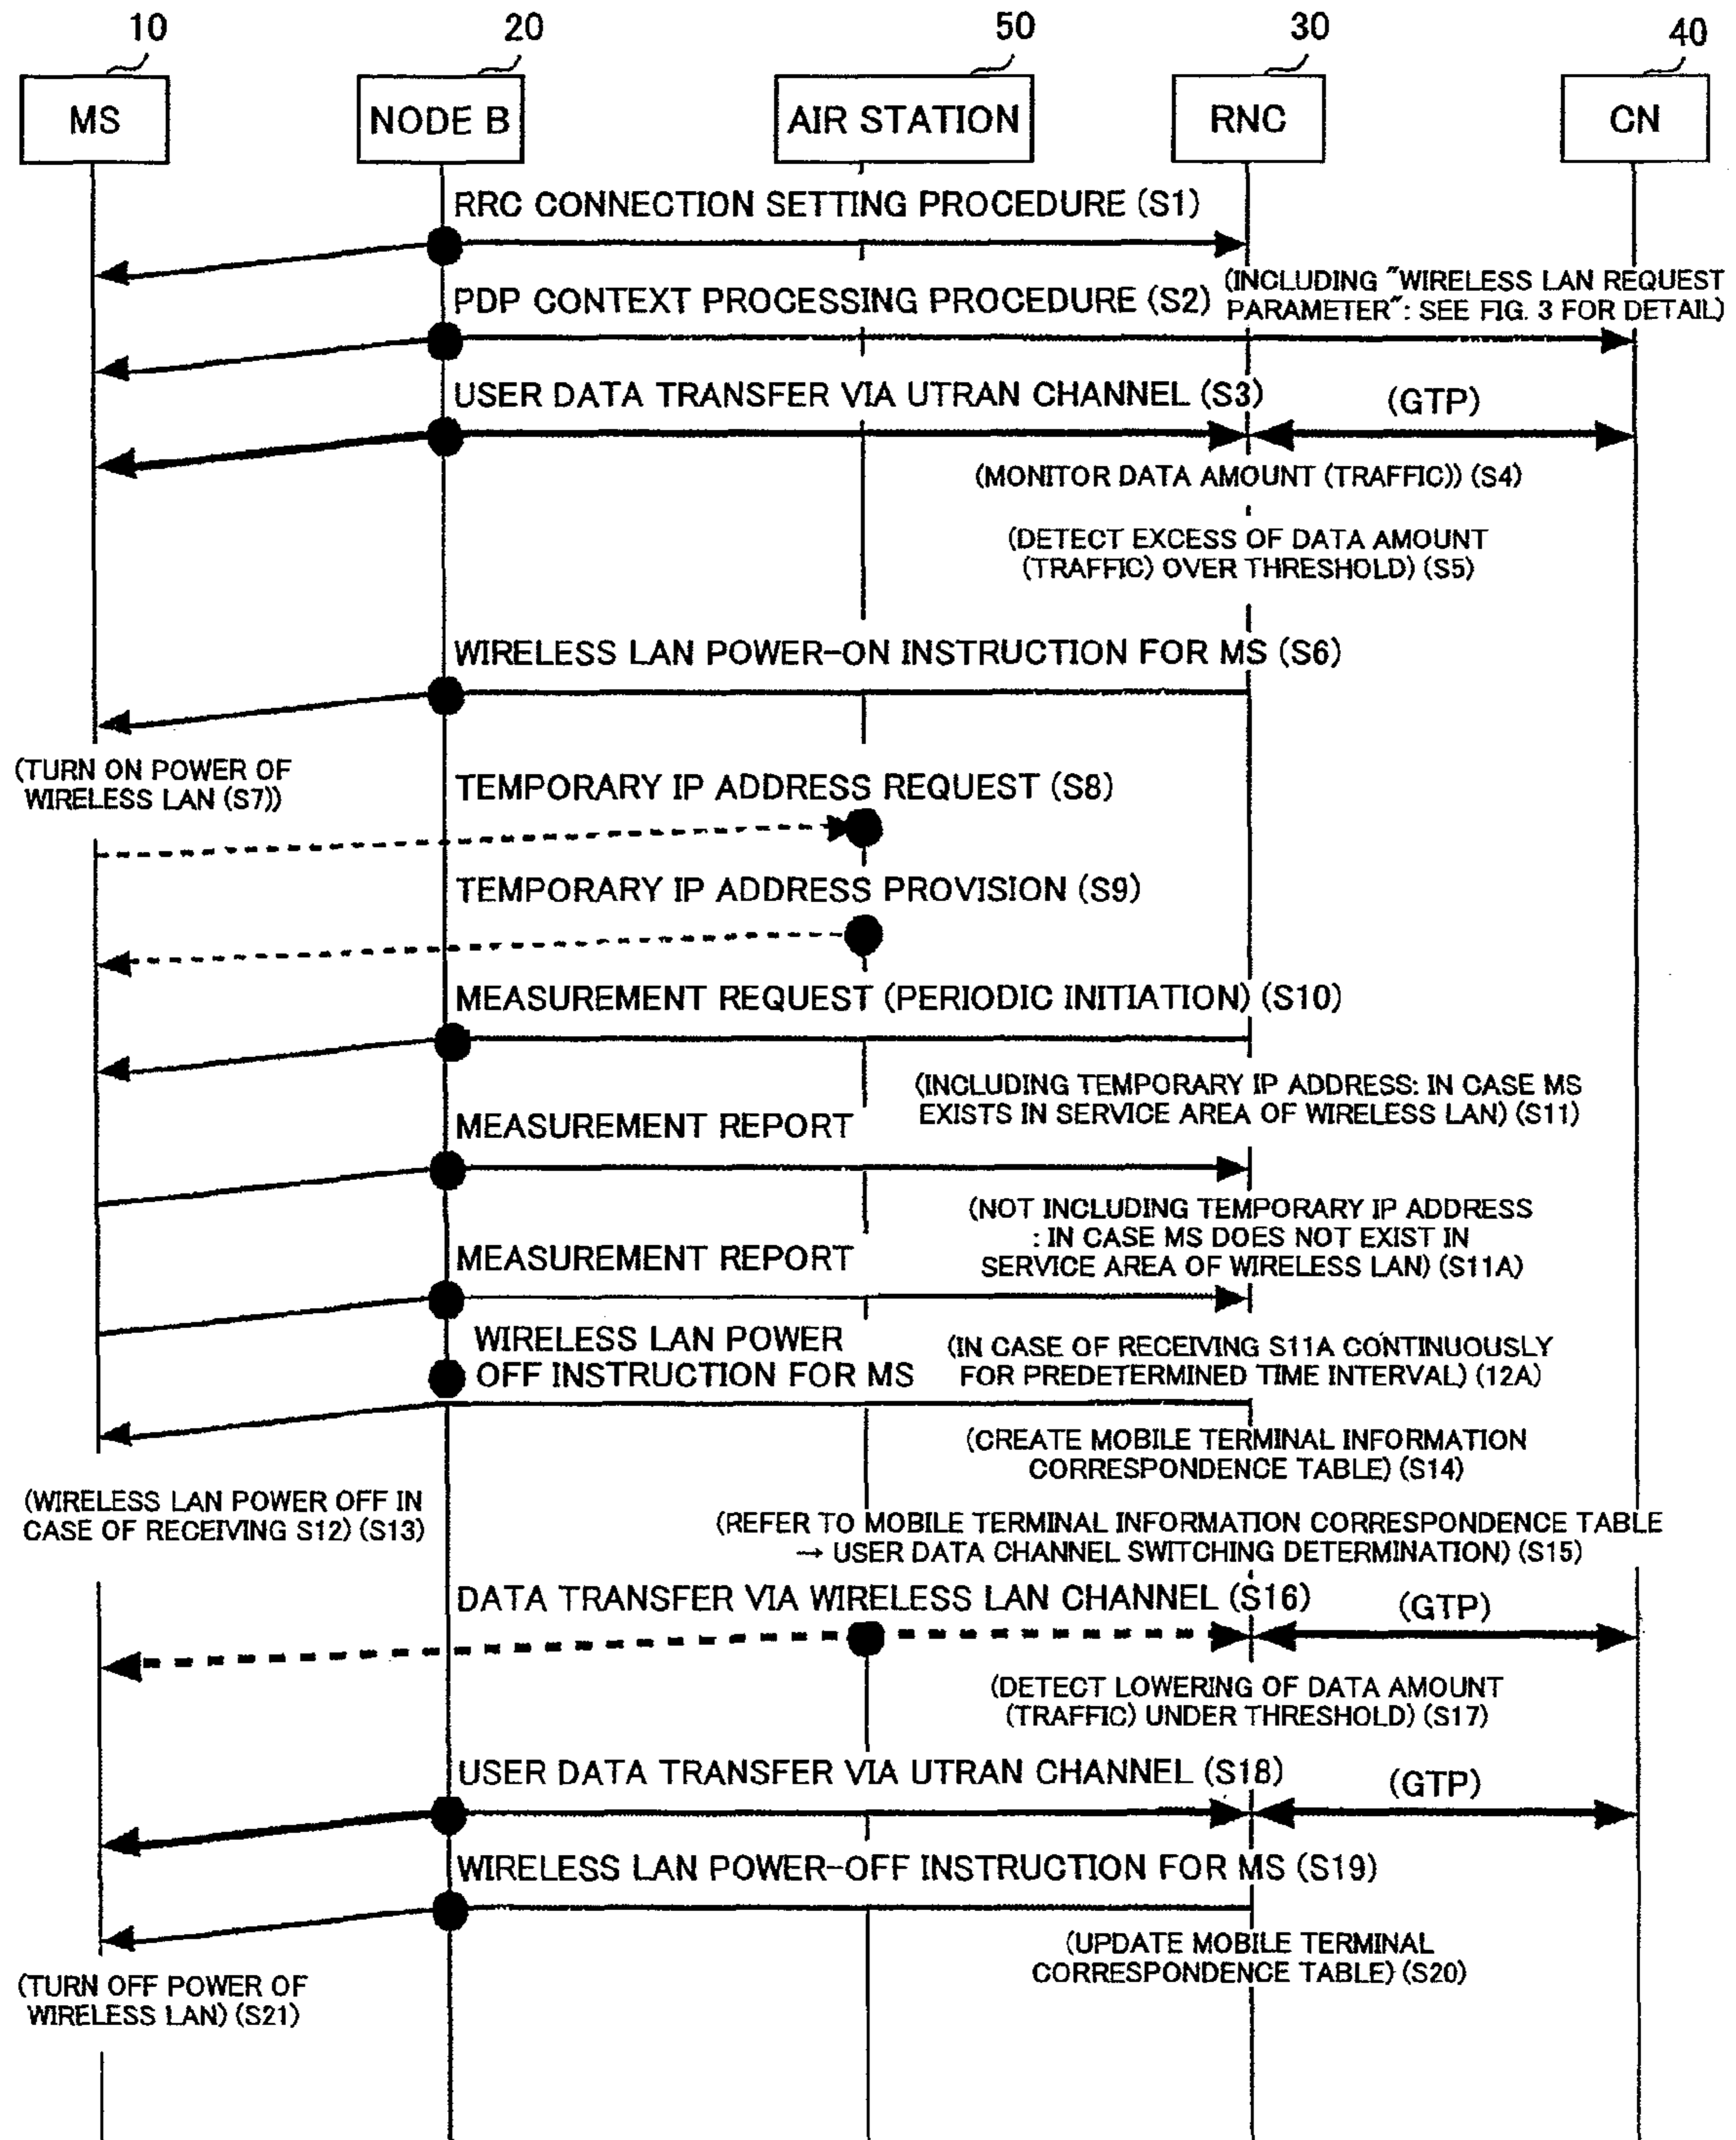 10
20
50
30
40
MS
NODE B
AIR STATION
RNC
CN
RRC CONNECTION SETTING PROCEDURE (S1)
PDP CONTEXT PROCESSING PROCEDURE (S2)
(INCLUDING "WIRELESS LAN REQUEST
PARAMETER": SEE FIG. 3 FOR DETAIL)
USER DATA TRANSFER VIA UTRAN CHANNEL (S3)
(GTP)
(MONITOR DATA AMOUNT (TRAFFIC)) (S4)
(DETECT EXCESS OF DATA AMOUNT
(TRAFFIC) OVER THRESHOLD) (S5)
WIRELESS LAN POWER-ON INSTRUCTION FOR MS (S6)
(TURN ON POWER OF
WIRELESS LAN (S7))
TEMPORARY IP ADDRESS REQUEST (S8)
TEMPORARY IP ADDRESS PROVISION (S9)
MEASUREMENT REQUEST (PERIODIC INITIATION) (S10)
(INCLUDING TEMPORARY IP ADDRESS: IN CASE MS
EXISTS IN SERVICE AREA OF WIRELESS LAN) (S11)
MEASUREMENT REPORT
(NOT INCLUDING TEMPORARY IP ADDRESS
: IN CASE MS DOES NOT EXIST IN
SERVICE AREA OF WIRELESS LAN) (S11A)
MEASUREMENT REPORT
WIRELESS LAN POWER
OFF INSTRUCTION FOR MS
(IN CASE OF RECEIVING S11A CONTINUOUSLY
FOR PREDETERMINED TIME INTERVAL) (12A)
(CREATE MOBILE TERMINAL INFORMATION
CORRESPONDENCE TABLE) (S14)
(WIRELESS LAN POWER OFF IN
CASE OF RECEIVING S12) (S13)
(REFER TO MOBILE TERMINAL INFORMATION CORRESPONDENCE TABLE
→ USER DATA CHANNEL SWITCHING DETERMINATION) (S15)
DATA TRANSFER VIA WIRELESS LAN CHANNEL (S16)
(GTP)
(DETECT LOWERING OF DATA AMOUNT
(TRAFFIC) UNDER THRESHOLD) (S17)
USER DATA TRANSFER VIA UTRAN CHANNEL (S18)
(GTP)
WIRELESS LAN POWER-OFF INSTRUCTION FOR MS (S19)
(UPDATE MOBILE TERMINAL
CORRESPONDENCE TABLE) (S20)
(TURN OFF POWER OF
WIRELESS LAN) (S21)